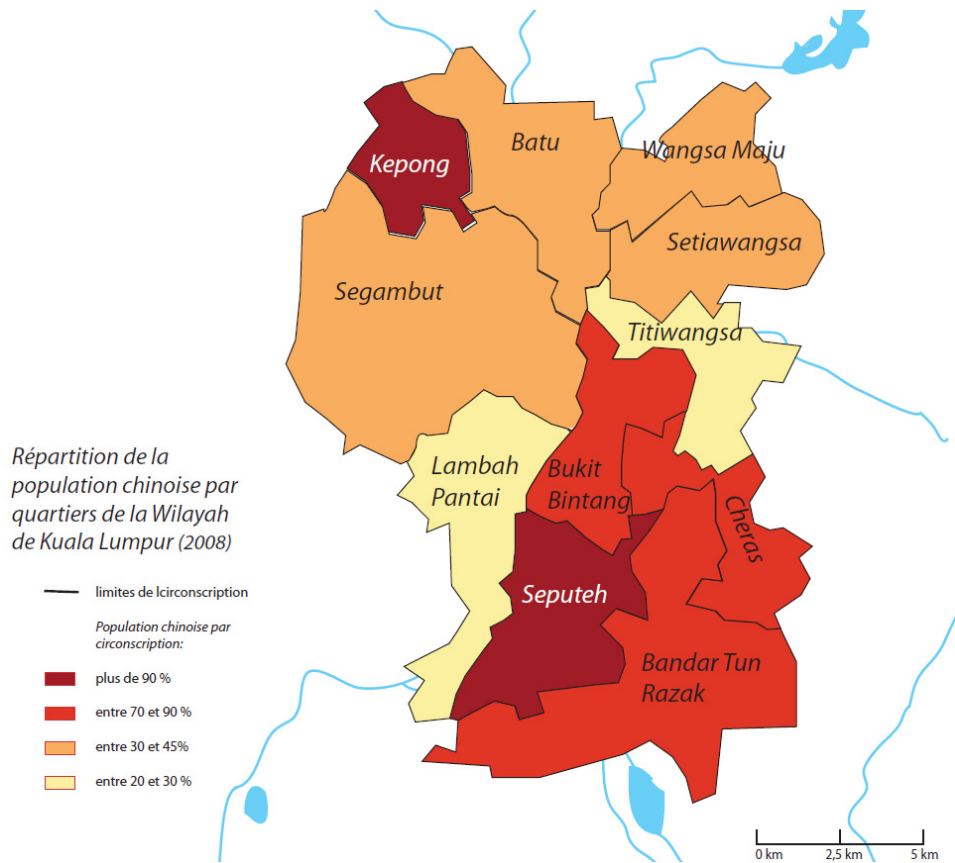 Kepong
Batu
Wangsa Maju
Setiawangsa
Segambut
Titiwangsa
Lambah
Pantai
Bukit
Bintang
Cheras
Seputeh
Bandar Tun
Razak
Répartition de la
population chinoise par
quartiers de la Wilayah
de Kuala Lumpur (2008)
limites de lcirconscription
Population chinoise par
circonscription:
plus de 90 %
entre 70 et 90 %
entre 30 et 45%
entre 20 et 30 %
0 km 2,5 km 5 km